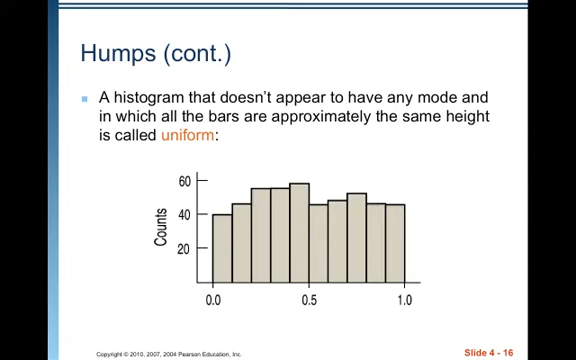 Humps (cont.)
A histogram that doesn't appear to have any mode and
in which all the bars are approximately the same height
is called uniform:
60
40
20
Counts
0.0 0.5 1.0
Copyright © 2010, 2007, 2004 Pearson Education, Inc.
Slide 4 - 16